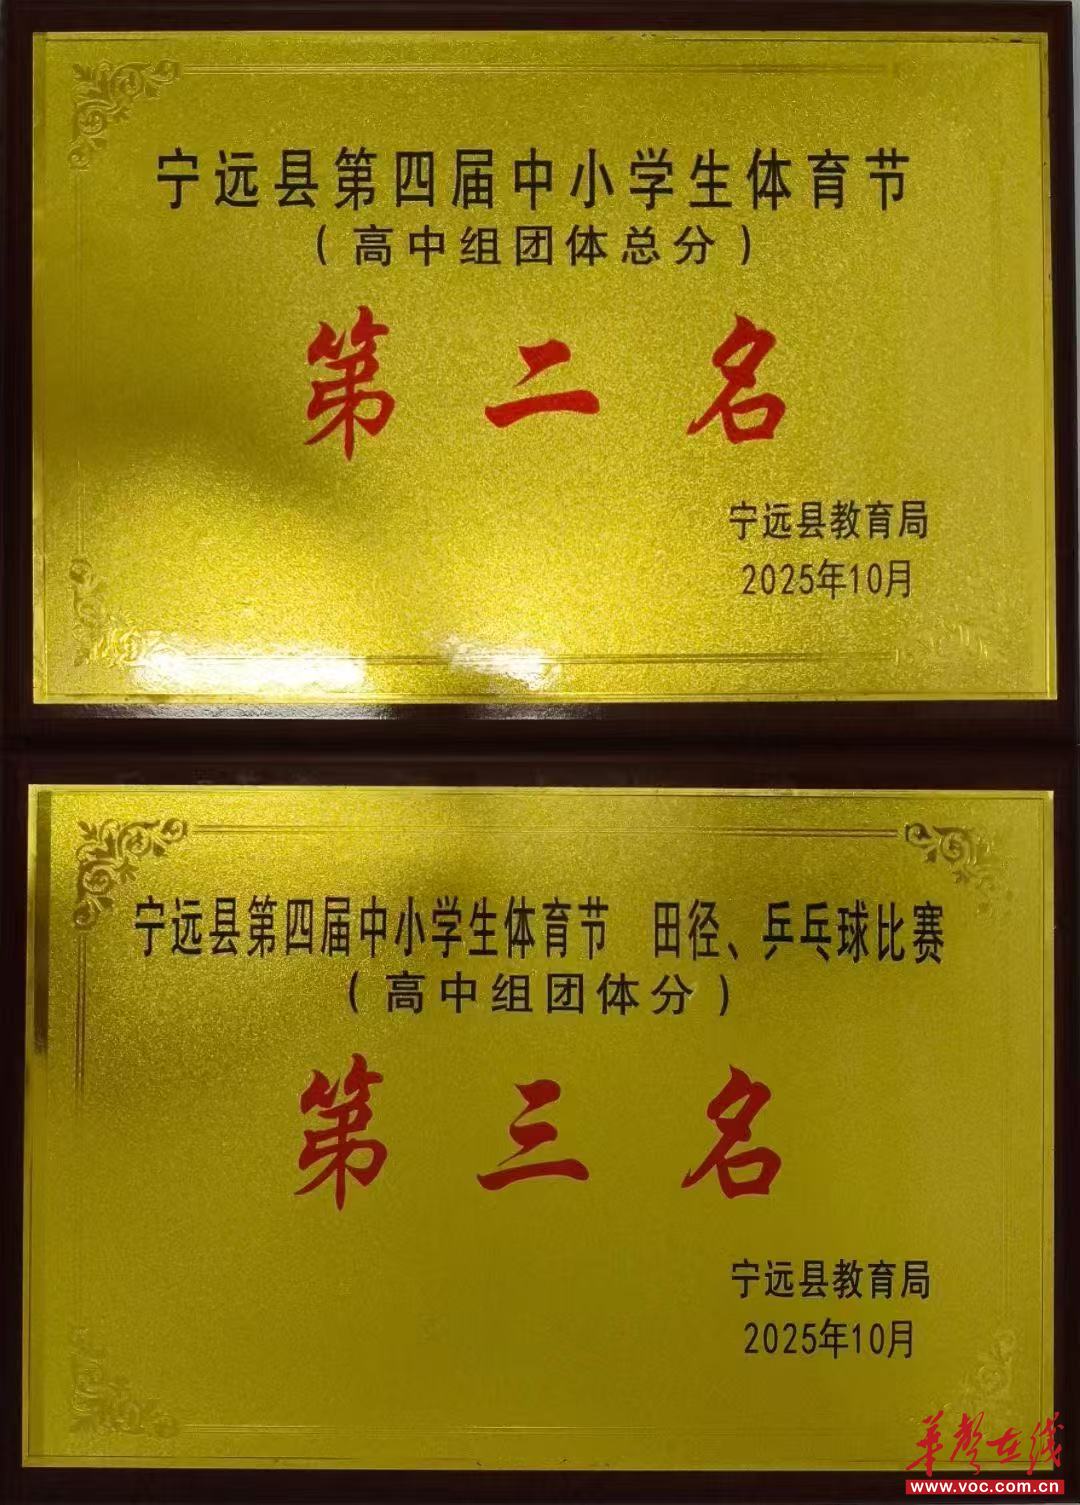 宁远县第四届中小学生体育节
（高中组团体总分）
第二名
宁远县教育局
2025年10月
宁远县第四届中小学生体育节 田径、乒乓球比赛
（高中组团体分）
第三名
宁远县教育局
2025年10月
华声在线
www.voc.com.cn